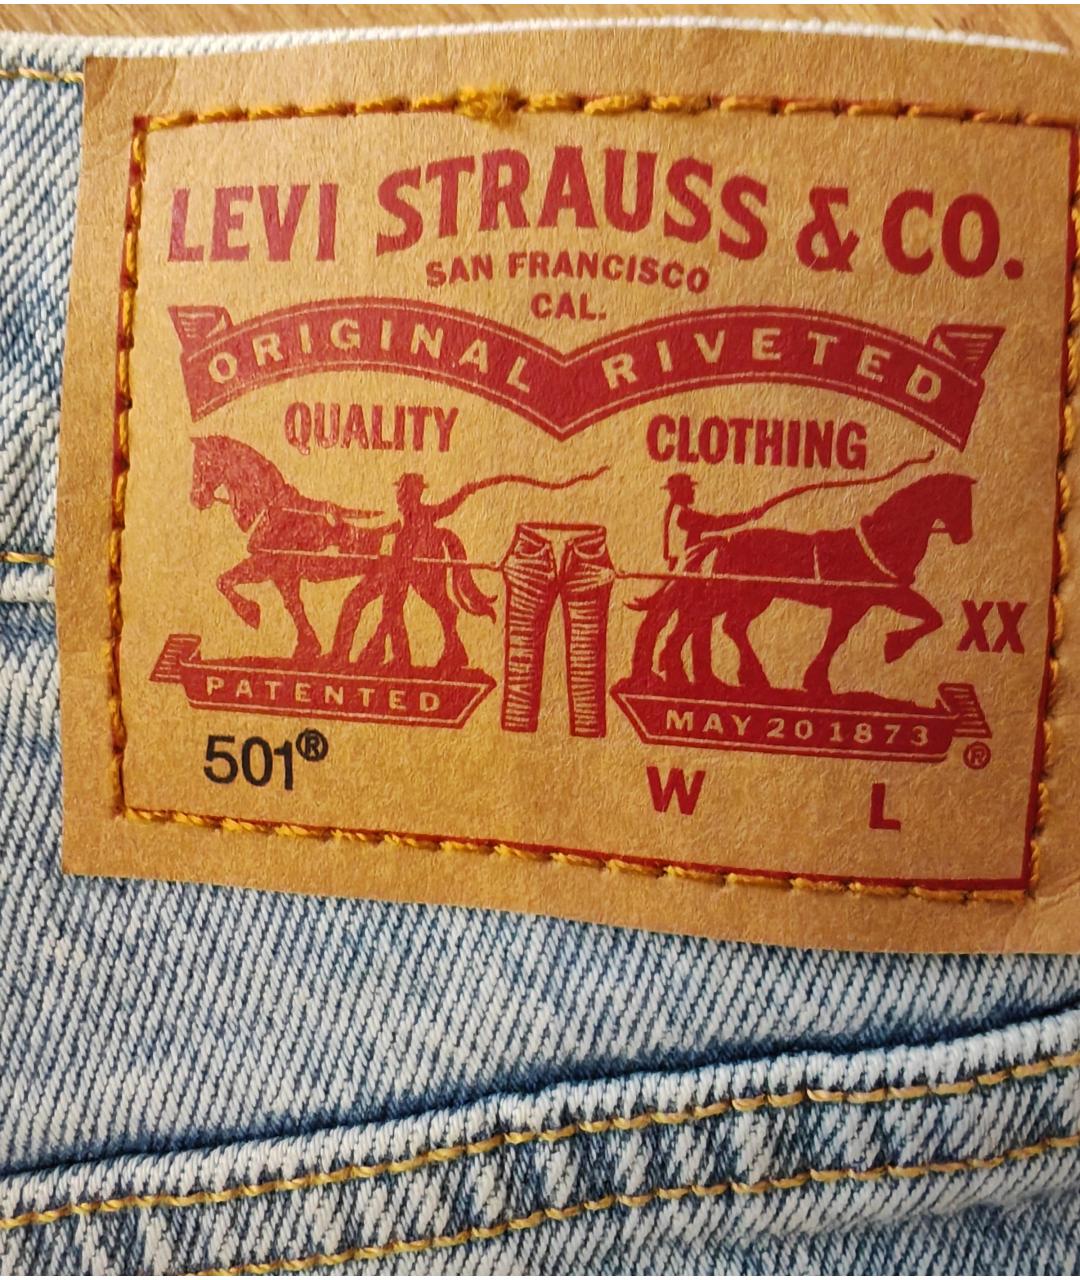 LEVI STRAUSS & CO.
SAN FRANCISCO
CAL.
ORIGINAL RIVETED
QUALITY CLOTHING
XX
PATENTED MAY 20 1873 ®
501® W L